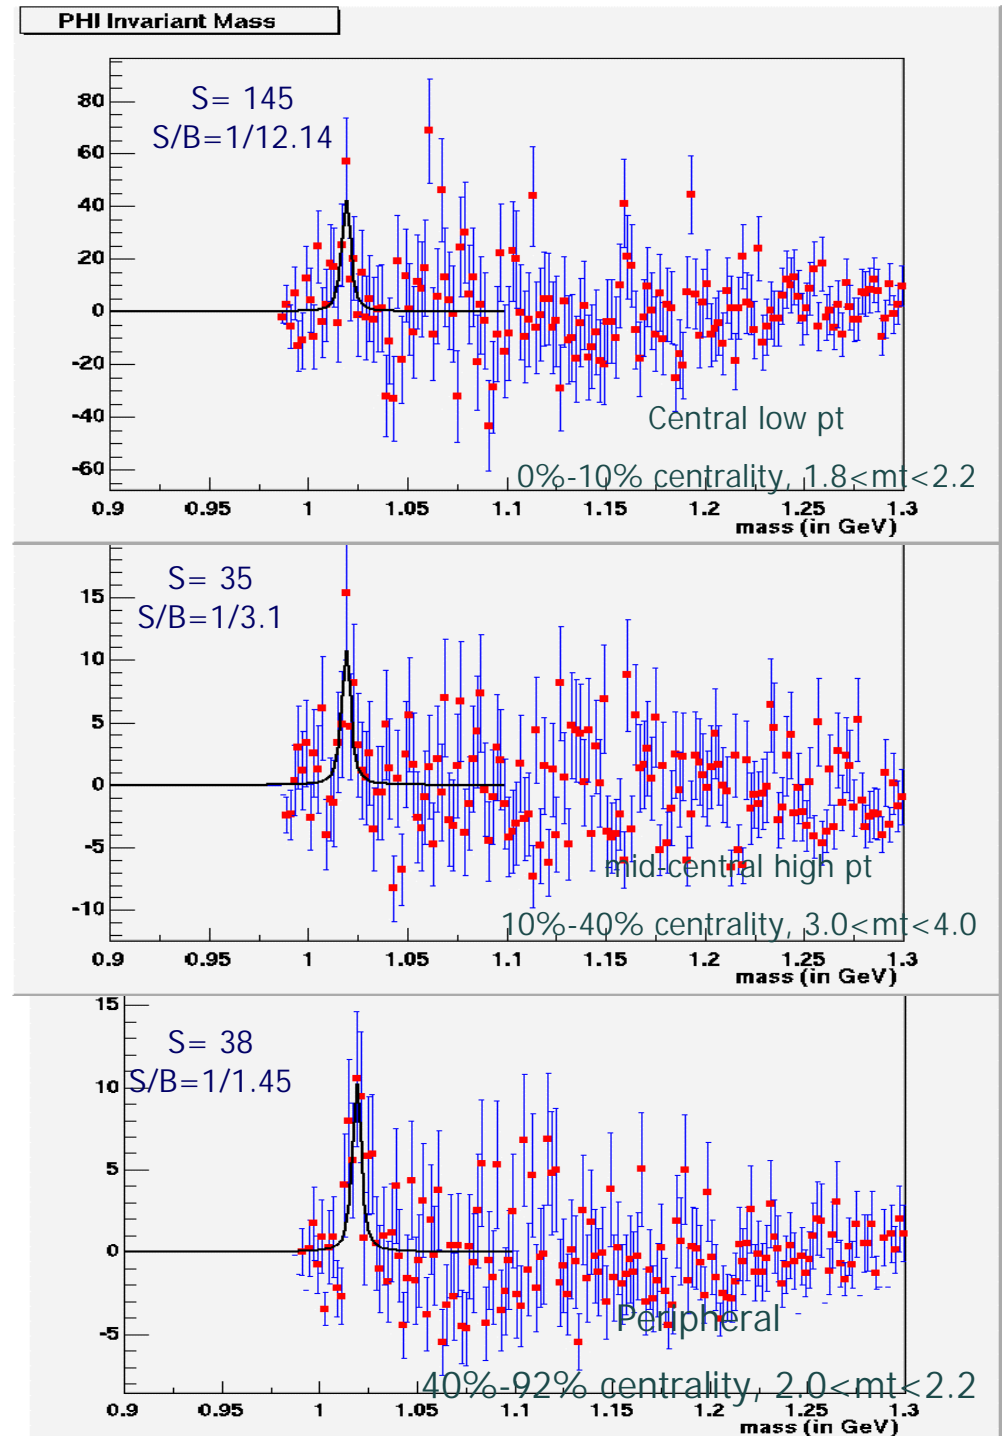 PHI Invariant Mass
S= 145
S/B=1/12.14
80
60
40
20
0
-20
-40
-60
Central low pt
0%-10% centrality, 1.8<mt<2.2
0.9 0.95 1 1.05 1.1 1.15 1.2 1.25 1.3
mass (in GeV)
S= 35
S/B=1/3.1
15
10
5
0
-5
-10
mid-central high pt
10%-40% centrality, 3.0<mt<4.0
0.9 0.95 1 1.05 1.1 1.15 1.2 1.25 1.3
mass (in GeV)
15
S= 38
S/B=1/1.45
10
5
0
-5
Peripheral
40%-92% centrality, 2.0<mt<2.2
0.9 0.95 1 1.05 1.1 1.15 1.2 1.25 1.3
mass (in GeV)